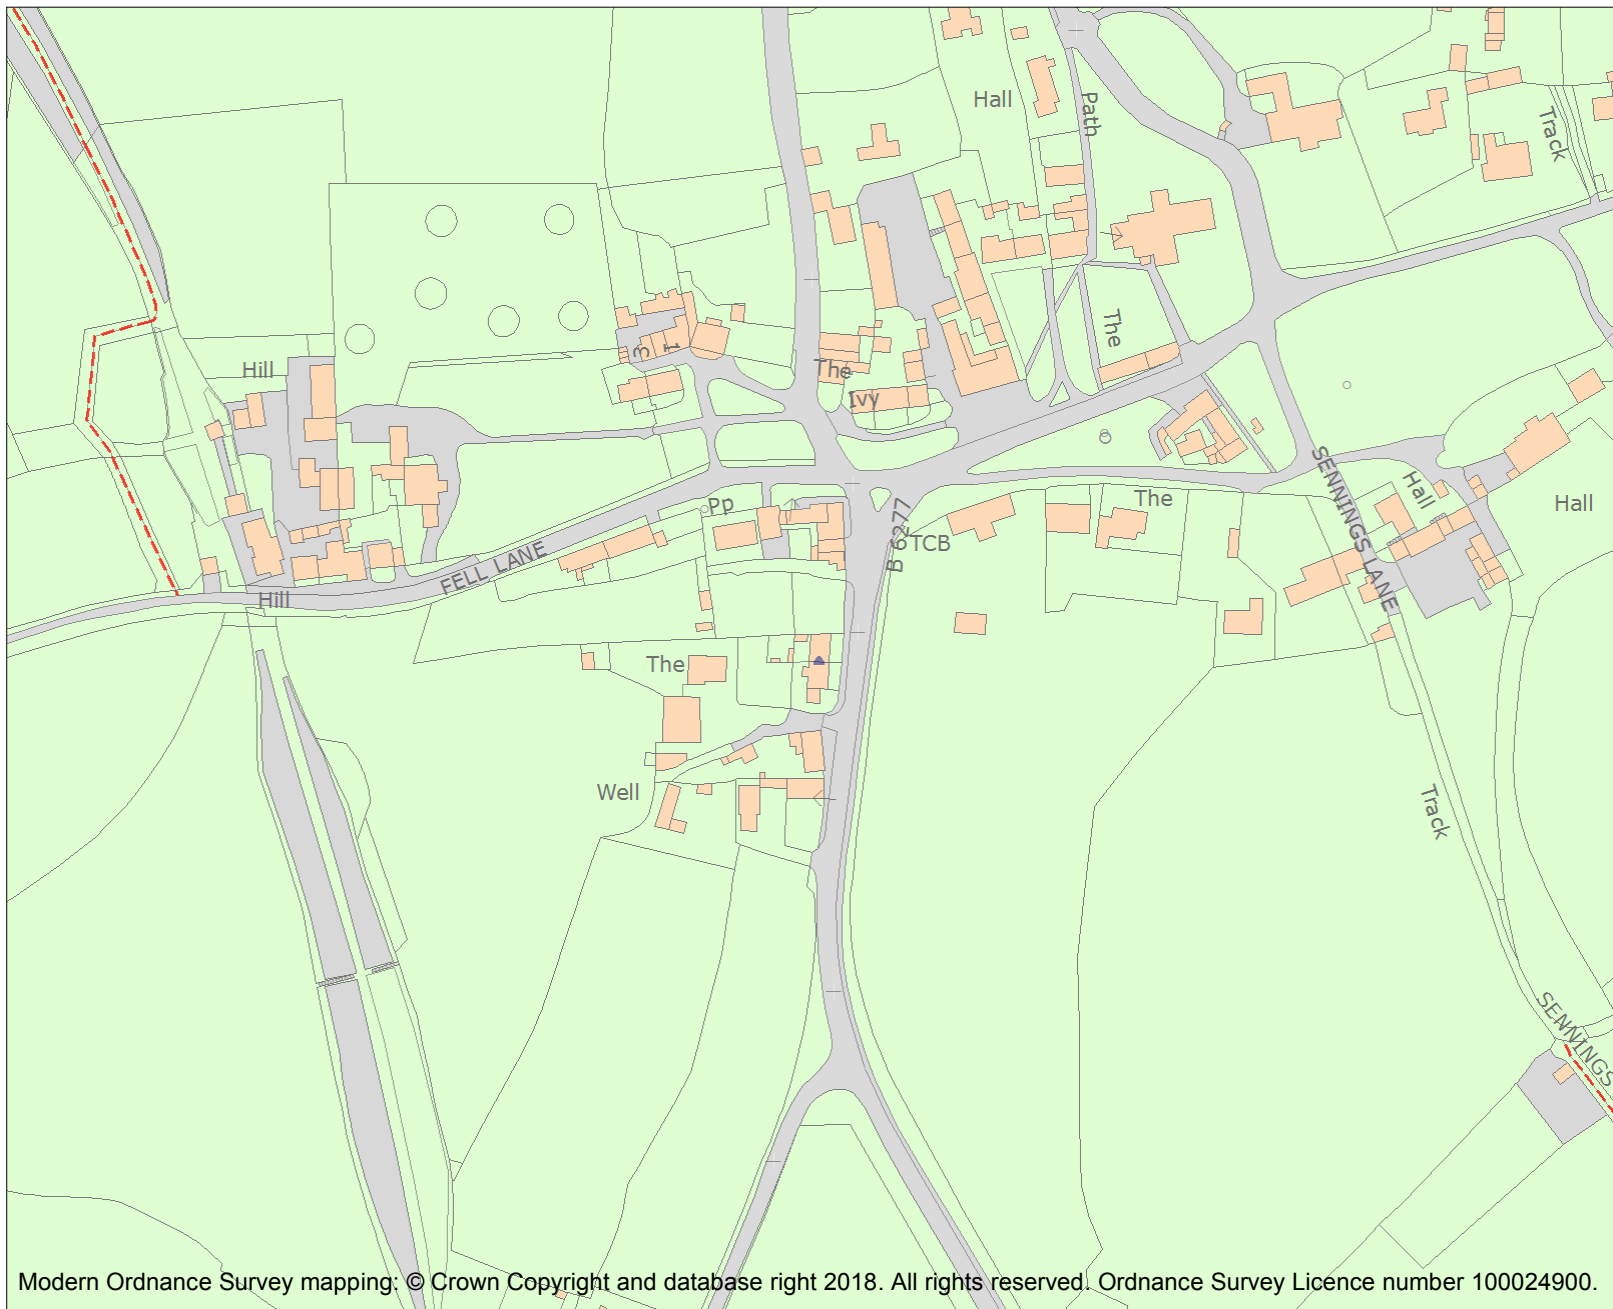 Hall
Path
Track
The
Hill
3
1
The
Ivy
SENNINGS LANE
Hall
Hall
Pp
The
B 6277
TCB
FELL LANE
Hill
The
Well
Track
SENNINGS
Modern Ordnance Survey mapping: © Crown Copyright and database right 2018. All rights reserved. Ordnance Survey Licence number 100024900.